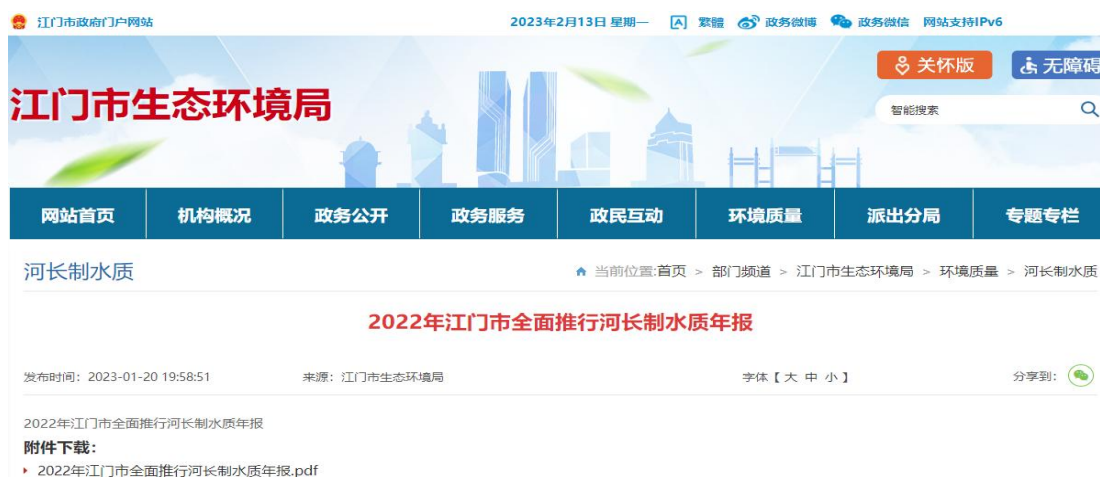 江门市政府门户网站 2023年2月13日 星期一 A 繁體 政务微博 政务微信 网站支持IPv6
关怀版 无障碍
江门市生态环境局
智能搜索
网站首页 机构概况 政务公开 政务服务 政民互动 环境质量 派出分局 专题专栏
河长制水质 当前位置:首页 > 部门频道 > 江门市生态环境局 > 环境质量 > 河长制水质
2022年江门市全面推行河长制水质年报
发布时间：2023-01-20 19:58:51 来源：江门市生态环境局 字体【 大 中 小 】 分享到：
2022年江门市全面推行河长制水质年报
附件下载：
2022年江门市全面推行河长制水质年报.pdf